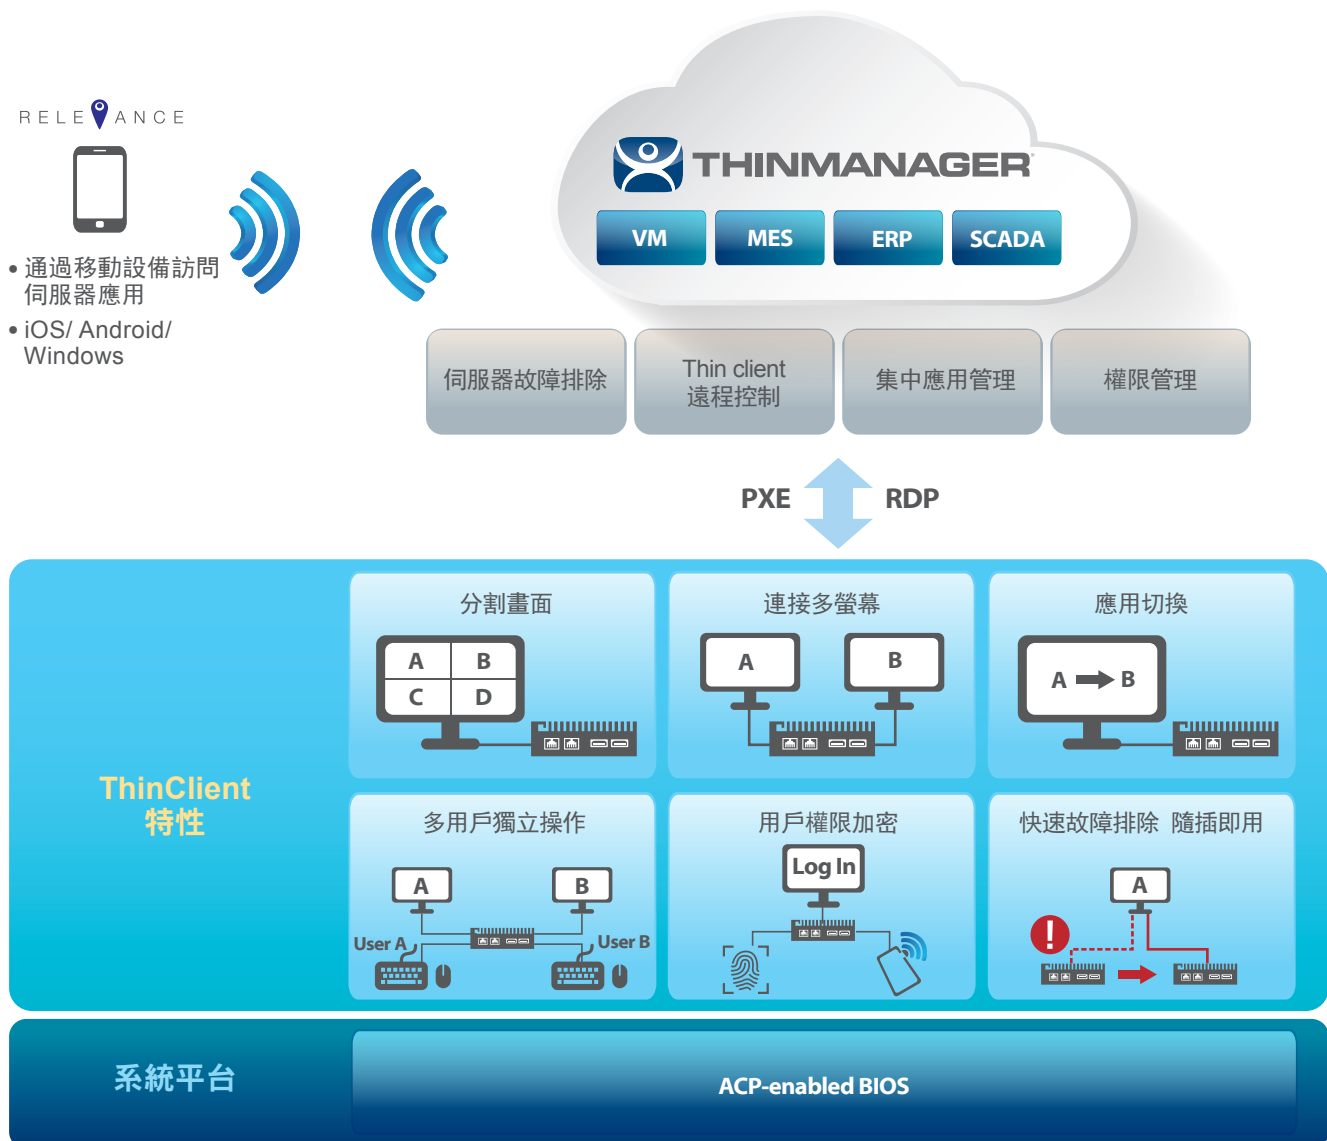 RELEVANCE
• 通過移動設備訪問
伺服器應用
• iOS/ Android/
Windows
THINMANAGER
VM
MES
ERP
SCADA
伺服器故障排除
Thin client
遠程控制
集中應用管理
權限管理
PXE
RDP
ThinClient
特性
分割畫面
A
B
C
D
連接多螢幕
A
B
應用切換
A
B
多用戶獨立操作
A
B
User A
User B
用戶權限加密
Log In
快速故障排除 隨插即用
A
!
系統平台
ACP-enabled BIOS